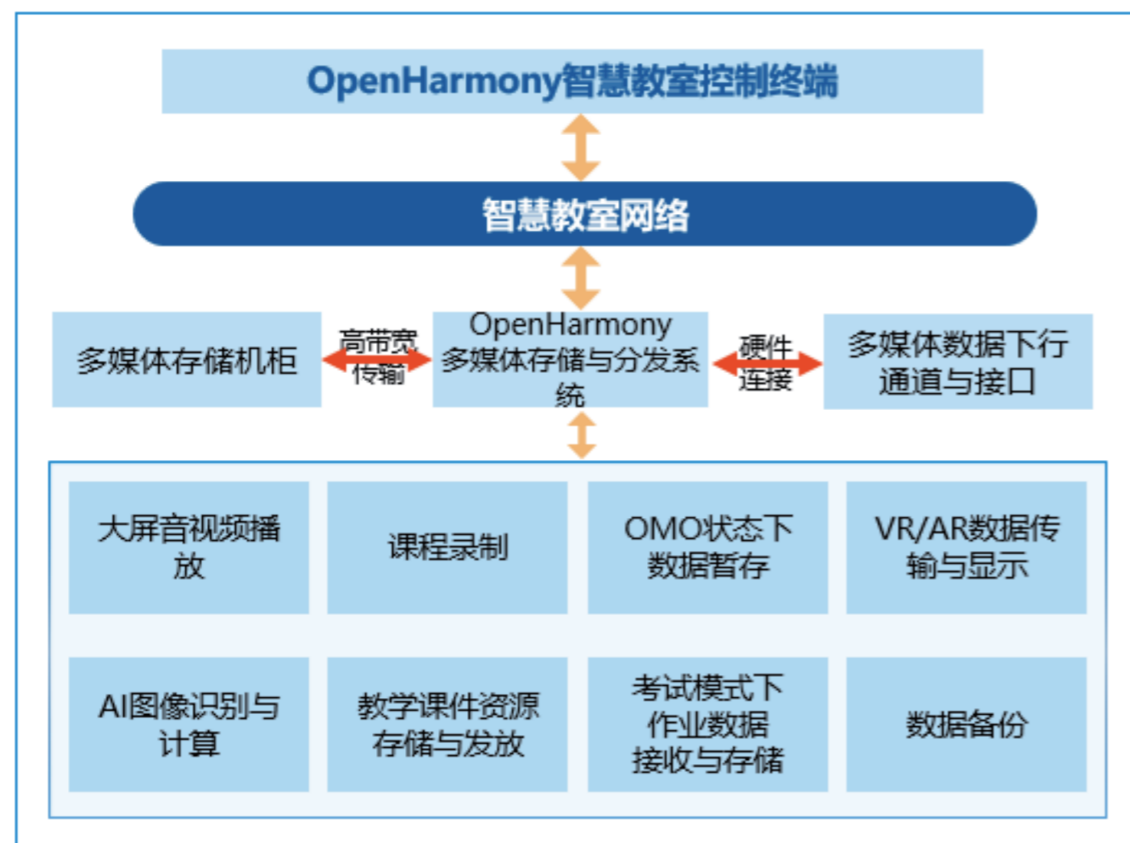 OpenHarmony智慧教室控制终端
智慧教室网络
多媒体存储机柜
高带宽
传输
OpenHarmony
多媒体存储与分发系
统
硬件
连接
多媒体数据下行
通道与接口
大屏音视频播
放
课程录制
OMO状态下
数据暂存
VR/AR数据传
输与显示
AI图像识别与
计算
教学课件资源
存储与发放
考试模式下
作业数据
接收与存储
数据备份